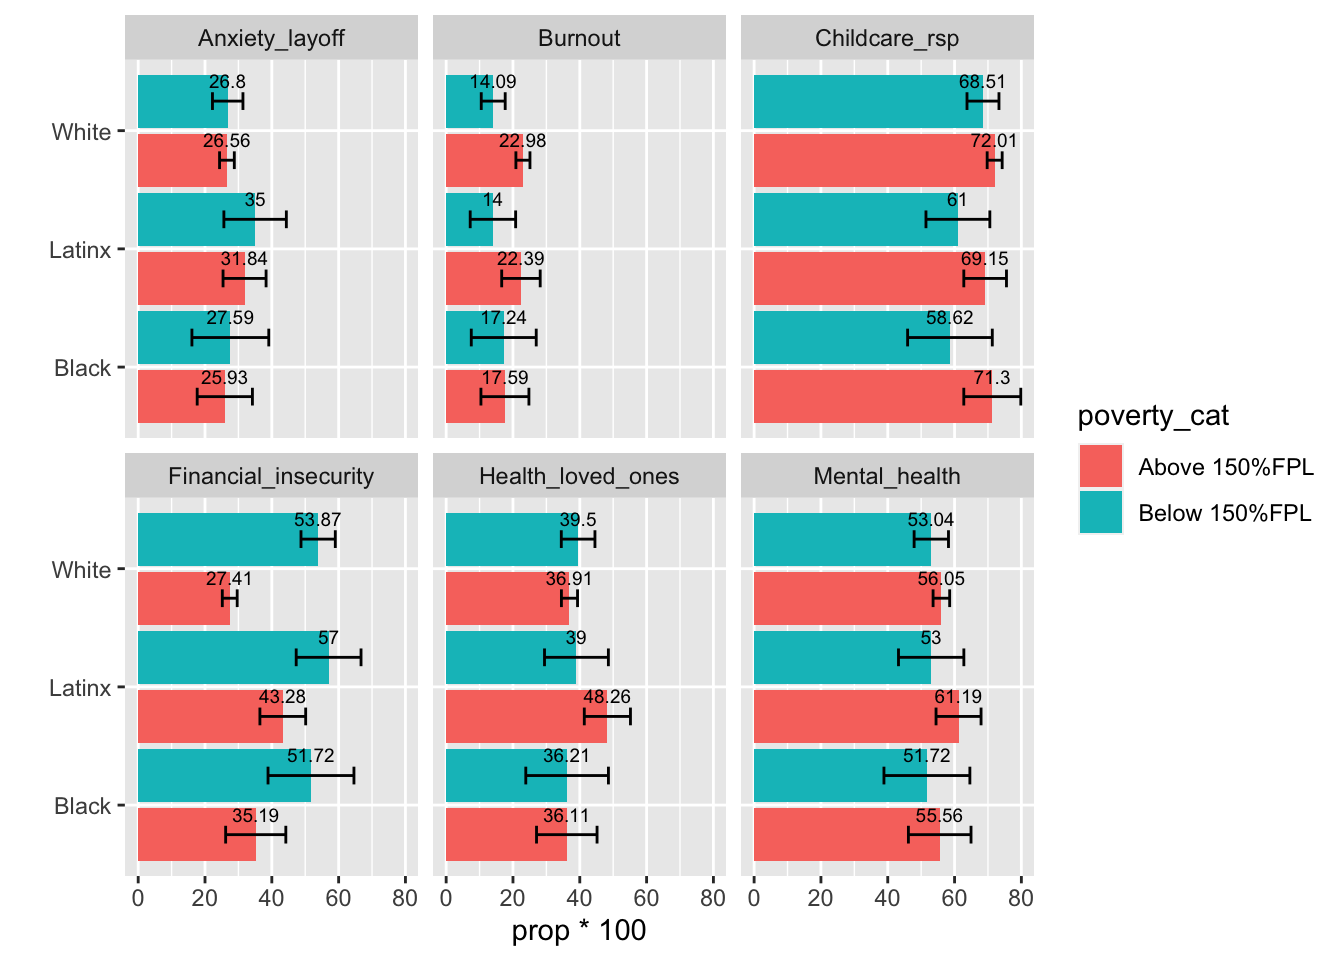 Anxiety_layoff Burnout Childcare_rsp
White
26.8 14.09 68.51
26.56 22.98 72.01
Latinx
35 14 61
31.84 22.39 69.15
Black
27.59 17.24 58.62
25.93 17.59 71.3
Financial_insecurity Health_loved_ones Mental_health
White
53.87 39.5 53.04
27.41 36.91 56.05
Latinx
57 39 53
43.28 48.26 61.19
Black
51.72 36.21 51.72
35.19 36.11 55.56
0 20 40 60 80 0 20 40 60 80 0 20 40 60 80
prop * 100
poverty_cat
Above 150%FPL
Below 150%FPL